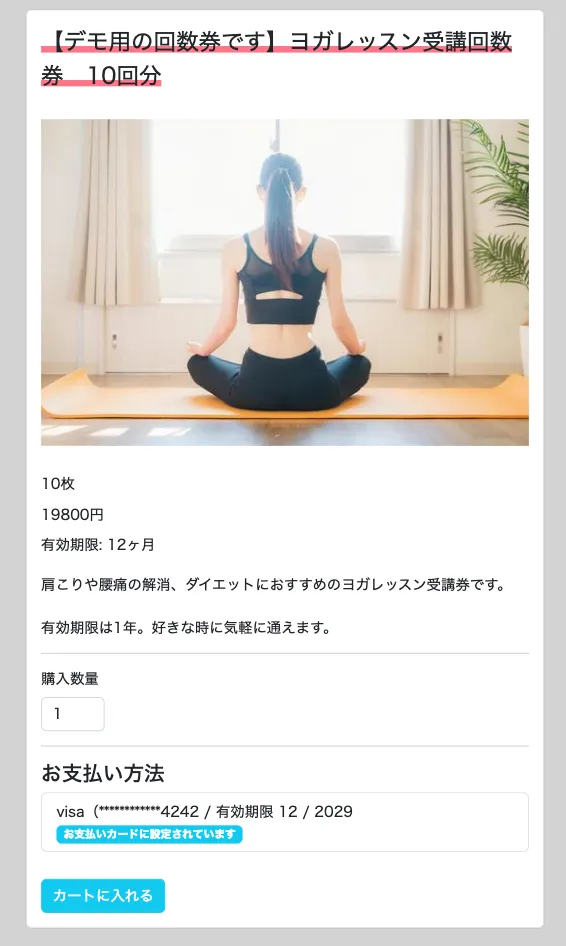 【デモ用の回数券です】ヨガレッスン受講回数
券　10回分
10枚
19800円
有効期限: 12ヶ月
肩こりや腰痛の解消、ダイエットにおすすめのヨガレッスン受講券です。
有効期限は1年。好きな時に気軽に通えます。
購入数量
1
お支払い方法
visa（************4242 / 有効期限 12 / 2029
お支払いカードに設定されています
カートに入れる